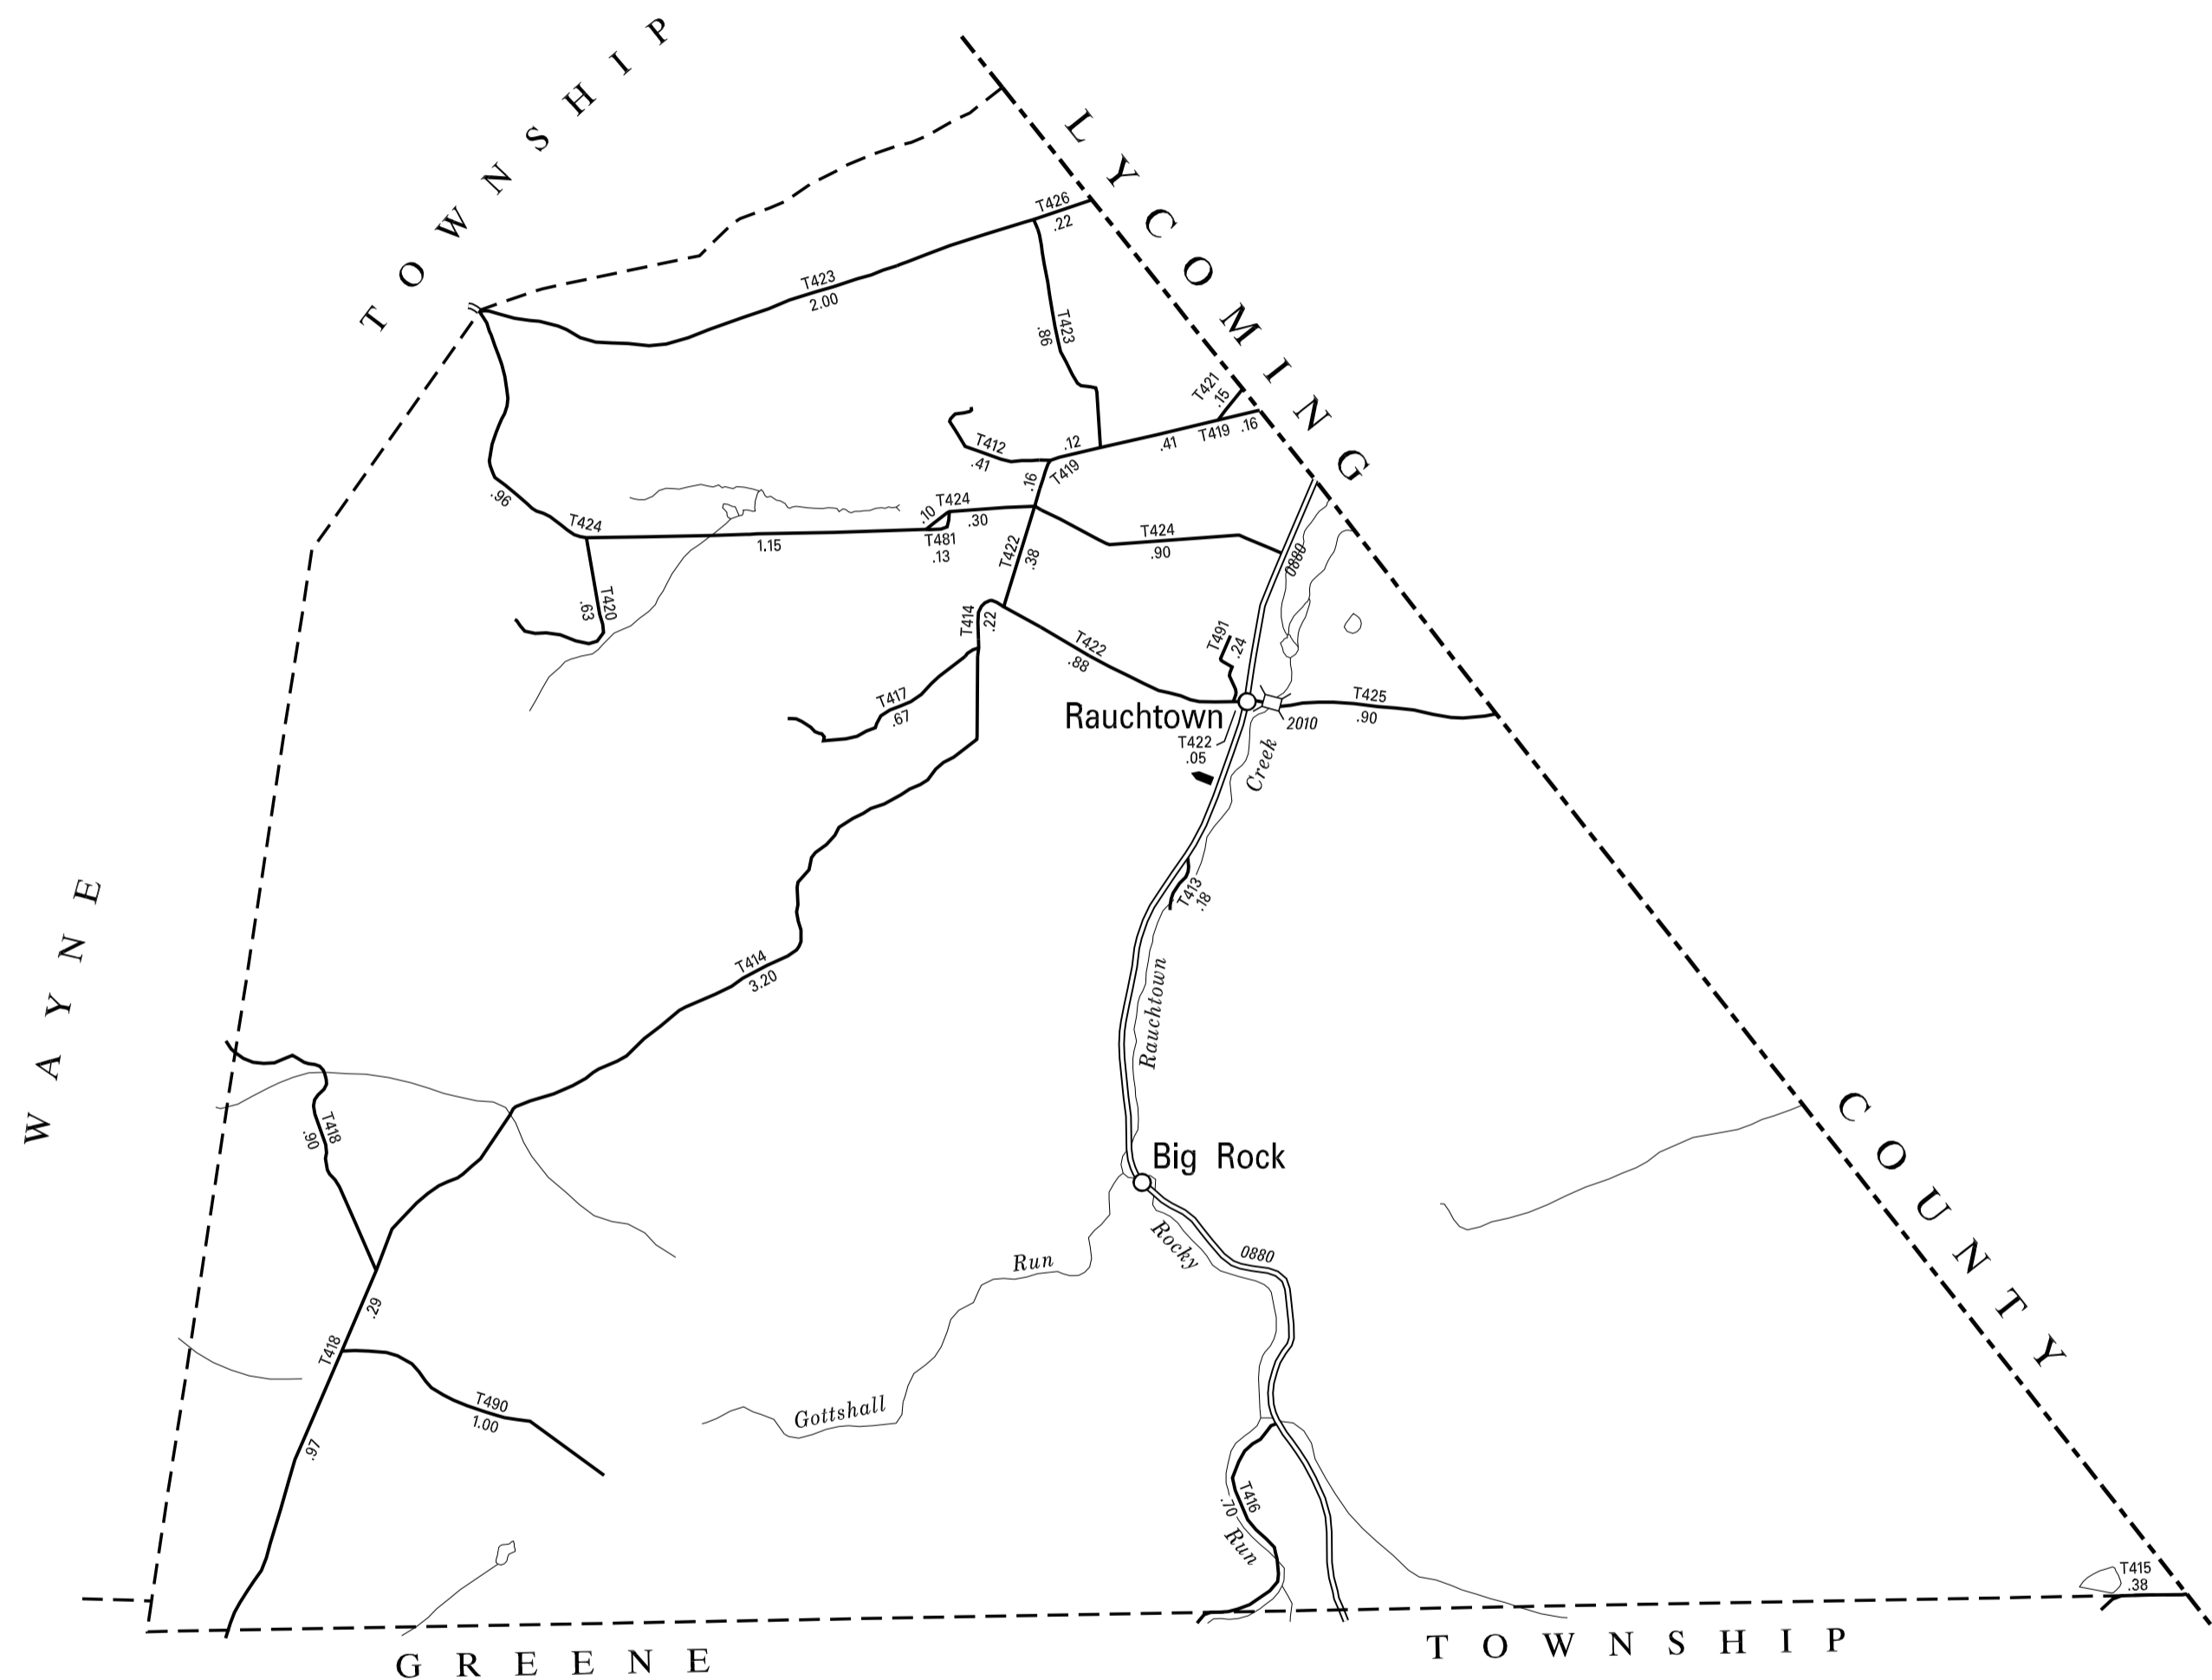 TOWNSHIP
LYCOMING
T426
.22
T423
2.00
T423
.86
T421
.15
T412
.41
.12
.41
T419
.16
T419
.16
.96
T424
1.15
.10
T424
.30
T481
.13
T424
.90
T422
.38
0880
T420
.63
T414
.22
T422
.88
T491
.24
T417
.67
Rauchtown
T425
.90
2010
T422
.05
Creek
WAYNE
T413
.18
T414
3.20
Rauchtown
T418
.90
Big Rock
COUNTY
Rocky
0880
Run
.29
T418
T490
1.00
Gottshall
.97
T416
.70
Run
T415
.38
GREENE
TOWNSHIP